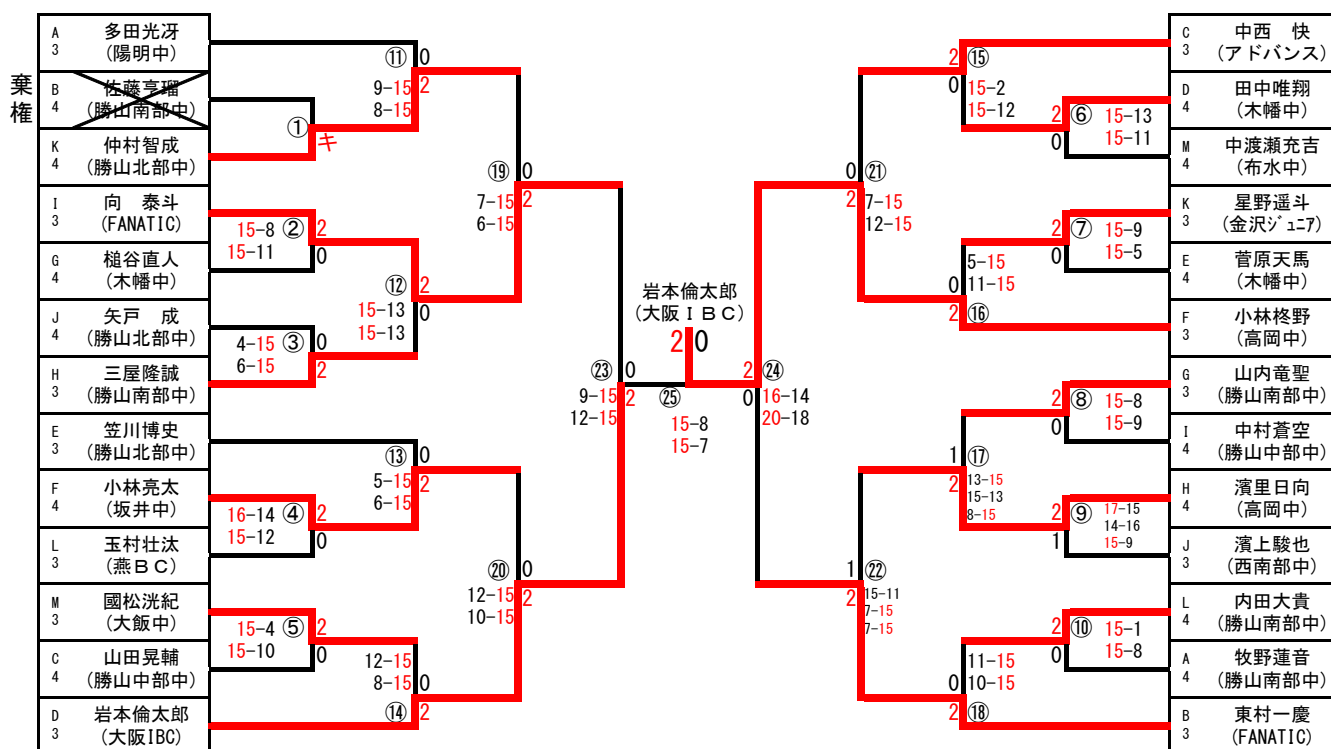 棄権
A 3 多田光冴
(陽明中)
B 4 佐藤亨瑠
(勝山南部中)
K 4 仲村智成
(勝山北部中)
I 3 向 泰斗
(FANATIC)
G 4 槌谷直人
(木幡中)
J 4 矢戸 成
(勝山北部中)
H 3 三屋隆誠
(勝山南部中)
E 3 笠川博史
(勝山北部中)
F 4 小林亮太
(坂井中)
L 3 玉村壮汰
(燕ＢＣ)
M 3 國松洸紀
(大飯中)
C 4 山田晃輔
(勝山中部中)
D 3 岩本倫太郎
(大阪IBC)
① キ
② 2 0
15-8
15-11
③ 0 2
4-15
6-15
④ 2 0
16-14
15-12
⑤ 2 0
15-4
15-10
⑪ 0 2
9-15
8-15
⑫ 2 0
15-13
15-13
⑬ 0 2
5-15
6-15
12-15
8-15
⑭ 0 2
⑲ 0 2
7-15
6-15
⑳ 0 2
12-15
10-15
㉓ 0 2
9-15
12-15
岩本倫太郎
(大阪ＩＢＣ)
2 0
㉕
15-8
15-7
2 0 ㉔
16-14
20-18
0 2 ㉑
7-15
12-15
1 2 ㉒
15-11
7-15
7-15
2 0 ⑮
15-2
15-12
5-15
11-15
0 2 ⑯
1 2 ⑰
13-15
15-13
8-15
11-15
10-15
0 2 ⑱
2 0 ⑥
15-13
15-11
2 0 ⑦
15-9
15-5
2 0 ⑧
15-8
15-9
2 1 ⑨
17-15
14-16
15-9
2 0 ⑩
15-1
15-8
C 3 中西 快
(アドバンス)
D 4 田中唯翔
(木幡中)
M 4 中渡瀬充吉
(布水中)
K 3 星野遥斗
(金沢ｼﾞｭﾆｱ)
E 4 菅原天馬
(木幡中)
F 3 小林柊野
(高岡中)
G 3 山内竜聖
(勝山南部中)
I 4 中村蒼空
(勝山中部中)
H 4 濱里日向
(高岡中)
J 3 濱上駿也
(西南部中)
L 4 内田大貴
(勝山南部中)
A 4 牧野蓮音
(勝山南部中)
B 3 東村一慶
(FANATIC)